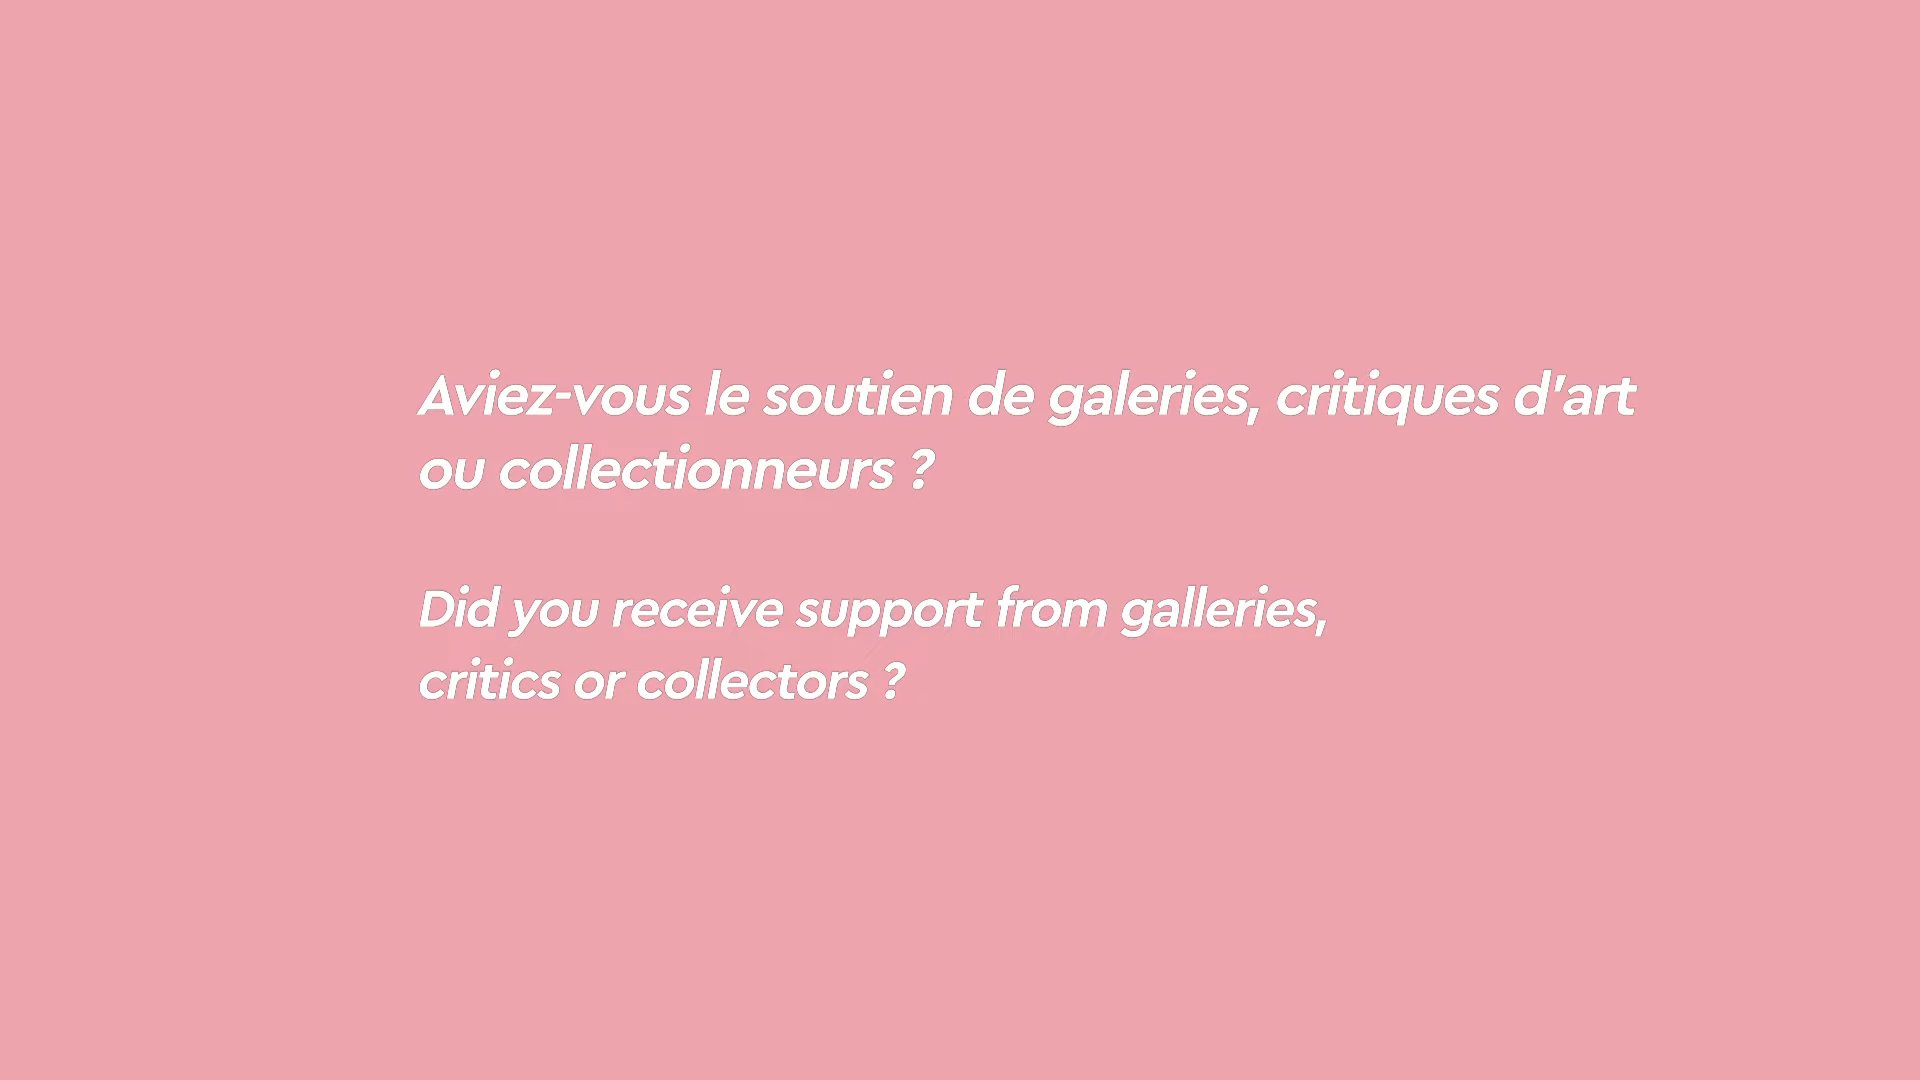 Aviez-vous le soutien de galeries, critiques d'art
ou collectionneurs ?
Did you receive support from galleries,
critics or collectors ?